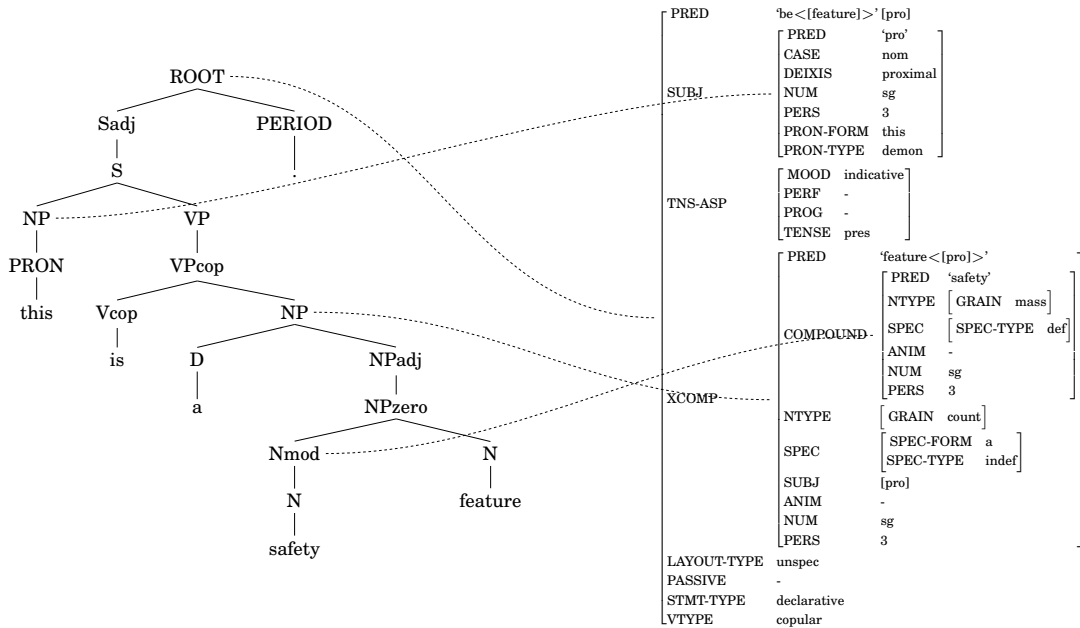 ROOT
Sadj PERIOD
S .
NP VP
PRON VPcop
this Vcop NP
is D NPadj
a NPzero
Nmod N
N feature
safety
PRED ‘be<[feature]>’ [pro]
SUBJ
PRED ‘pro’
CASE nom
DEIXIS proximal
NUM sg
PERS 3
PRON-FORM this
PRON-TYPE demon
TNS-ASP
MOOD indicative
PERF -
PROG -
TENSE pres
XCOMP
PRED ‘feature<[pro]>’
COMPOUND
PRED ‘safety’
NTYPE [GRAIN mass]
SPEC [SPEC-TYPE def]
ANIM -
NUM sg
PERS 3
NTYPE [GRAIN count]
SPEC
SPEC-FORM a
SPEC-TYPE indef
SUBJ [pro]
ANIM -
NUM sg
PERS 3
LAYOUT-TYPE unspec
PASSIVE -
STMT-TYPE declarative
VTYPE copular